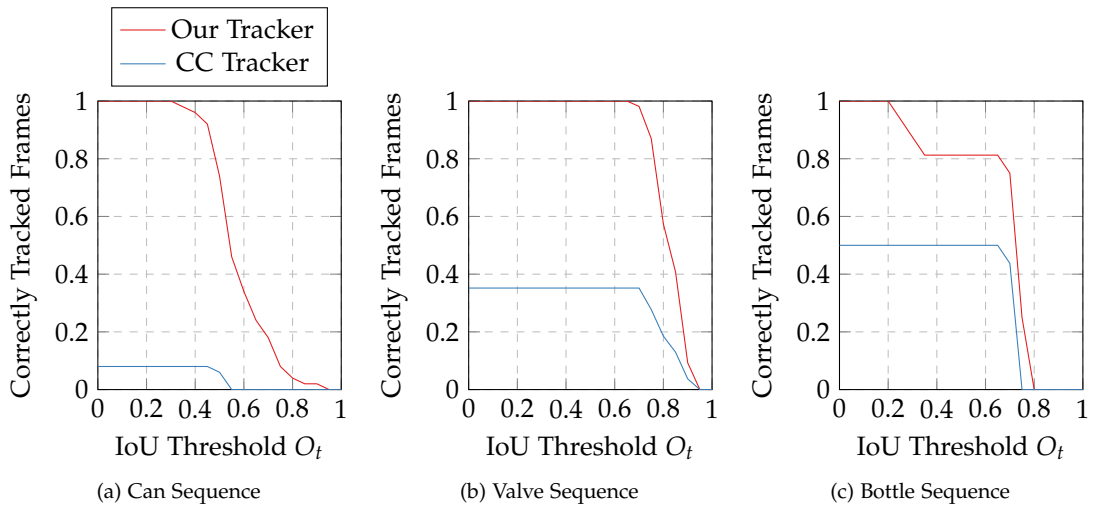 Our Tracker
CC Tracker
Correctly Tracked Frames
1
0.8
0.6
0.4
0.2
0
0 0.2 0.4 0.6 0.8 1
IoU Threshold Oₜ
(a) Can Sequence
Correctly Tracked Frames
1
0.8
0.6
0.4
0.2
0
0 0.2 0.4 0.6 0.8 1
IoU Threshold Oₜ
(b) Valve Sequence
Correctly Tracked Frames
1
0.8
0.6
0.4
0.2
0
0 0.2 0.4 0.6 0.8 1
IoU Threshold Oₜ
(c) Bottle Sequence